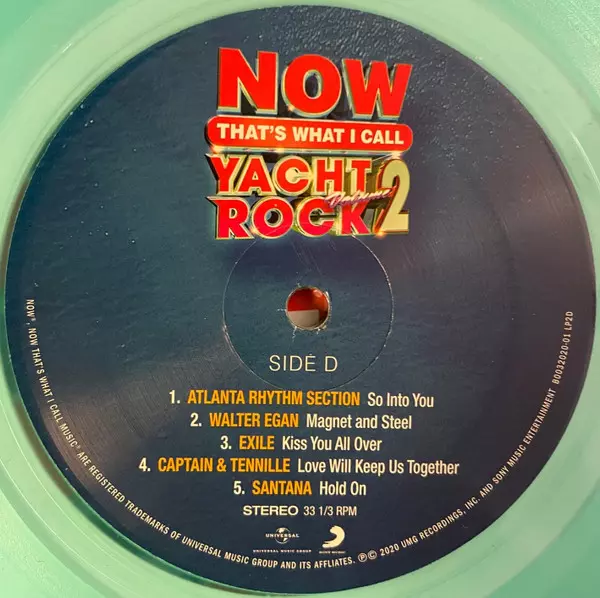 NOW
THAT'S WHAT I CALL
YACHT
ROCK Volume 2
SIDE D
1. ATLANTA RHYTHM SECTION So Into You
2. WALTER EGAN Magnet and Steel
3. EXILE Kiss You All Over
4. CAPTAIN & TENNILLE Love Will Keep Us Together
5. SANTANA Hold On
STEREO 33 1/3 RPM
UNIVERSAL
UNIVERSAL MUSIC GROUP
SONY MUSIC
NOW®, NOW THAT'S WHAT I CALL MUSIC® ARE REGISTERED TRADEMARKS OF UNIVERSAL MUSIC GROUP AND ITS AFFLIATES. ℗© 2020 UMG RECORDINGS, INC. AND SONY MUSIC ENTERTAINMENT B0032020-01 LP2D